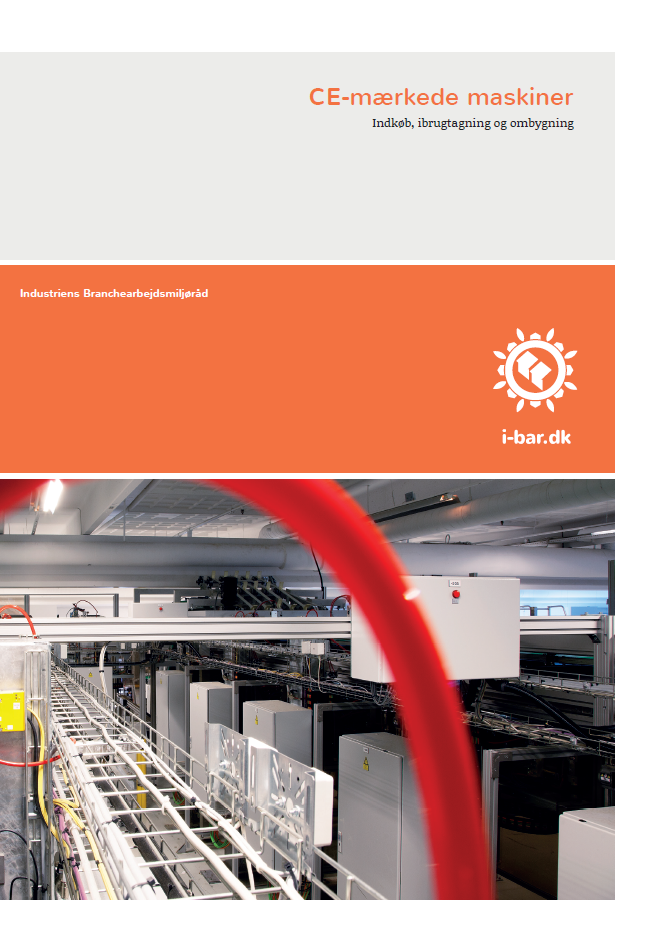 CE-mærkede maskiner
Indkøb, ibrugtagning og ombygning
Industriens Branchearbejdsmiljøråd
i-bar.dk